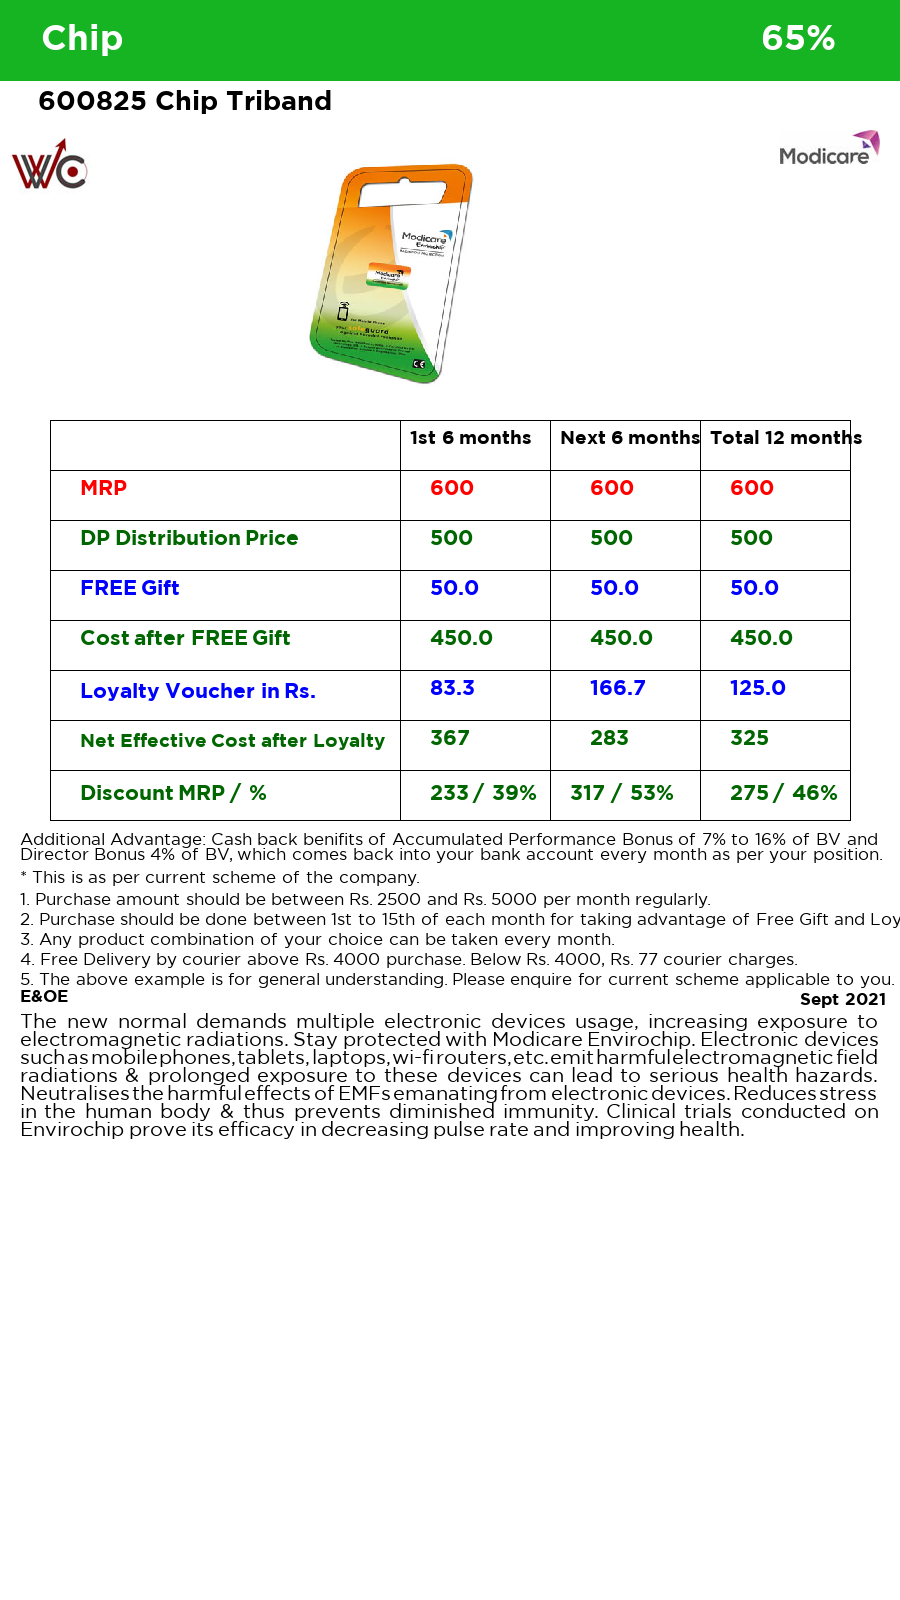 Chip 65%
600825 Chip Triband
WC
Modicare
Modicare
Envirochip
Modicare
your safeguard
CE
1st 6 months Next 6 months Total 12 months
MRP 600 600 600
DP Distribution Price 500 500 500
FREE Gift 50.0 50.0 50.0
Cost after FREE Gift 450.0 450.0 450.0
Loyalty Voucher in Rs. 83.3 166.7 125.0
Net Effective Cost after Loyalty 367 283 325
Discount MRP / % 233 / 39% 317 / 53% 275 / 46%
Additional Advantage: Cash back benifits of Accumulated Performance Bonus of 7% to 16% of BV and
Director Bonus 4% of BV, which comes back into your bank account every month as per your position.
* This is as per current scheme of the company.
1. Purchase amount should be between Rs. 2500 and Rs. 5000 per month regularly.
2. Purchase should be done between 1st to 15th of each month for taking advantage of Free Gift and Loy
3. Any product combination of your choice can be taken every month.
4. Free Delivery by courier above Rs. 4000 purchase. Below Rs. 4000, Rs. 77 courier charges.
5. The above example is for general understanding. Please enquire for current scheme applicable to you.
E&OE Sept 2021
The new normal demands multiple electronic devices usage, increasing exposure to
electromagnetic radiations. Stay protected with Modicare Envirochip. Electronic devices
such as mobile phones, tablets, laptops, wi-fi routers, etc. emit harmful electromagnetic field
radiations & prolonged exposure to these devices can lead to serious health hazards.
Neutralises the harmful effects of EMFs emanating from electronic devices. Reduces stress
in the human body & thus prevents diminished immunity. Clinical trials conducted on
Envirochip prove its efficacy in decreasing pulse rate and improving health.